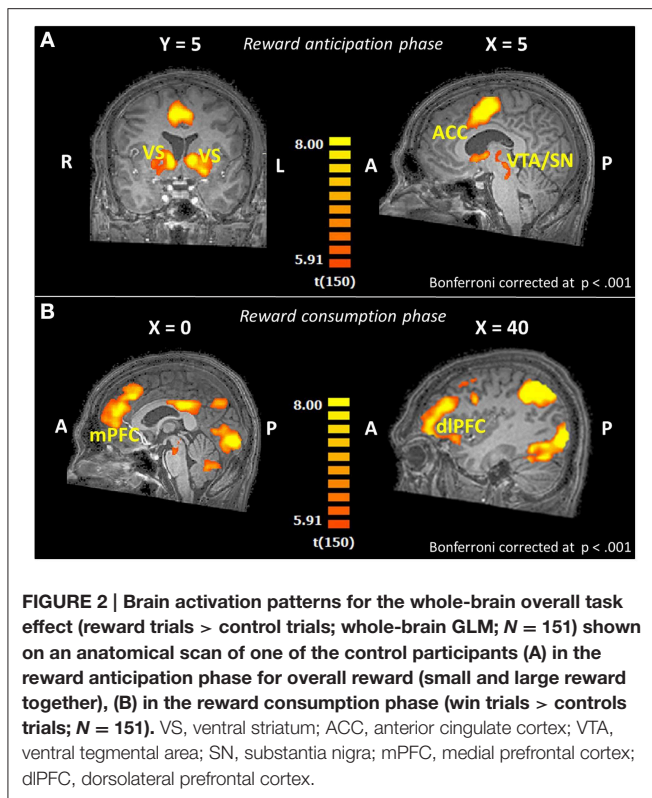 A
Reward anticipation phase
Y = 5
X = 5
VS
VS
R
L
8.00
5.91
t(150)
ACC
VTA/SN
A
P
Bonferroni corrected at p < .001
B
Reward consumption phase
X = 0
X = 40
mPFC
A
P
8.00
5.91
t(150)
dlPFC
A
P
Bonferroni corrected at p < .001
FIGURE 2 | Brain activation patterns for the whole-brain overall task
effect (reward trials > control trials; whole-brain GLM; N = 151) shown
on an anatomical scan of one of the control participants (A) in the
reward anticipation phase for overall reward (small and large reward
together), (B) in the reward consumption phase (win trials > controls
trials; N = 151). VS, ventral striatum; ACC, anterior cingulate cortex; VTA,
ventral tegmental area; SN, substantia nigra; mPFC, medial prefrontal cortex;
dlPFC, dorsolateral prefrontal cortex.